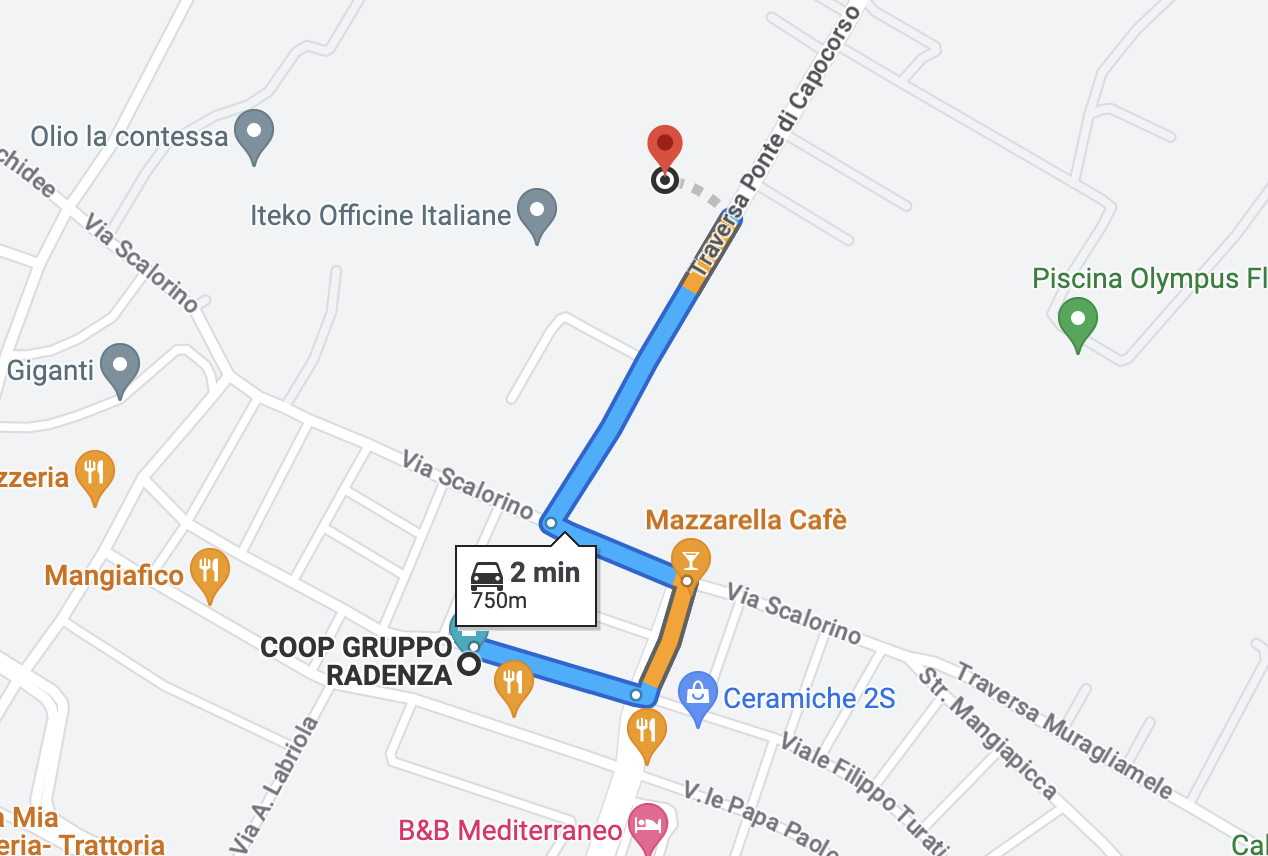 Traversa Ponte di Capocorso
Olio la contessa
chidee
Iteko Officine Italiane
Via Scalorino
Piscina Olympus Fl
Giganti
zzeria
Via Scalorino
Mazzarella Cafè
Mangiafico
2 min
750m
Via Scalorino
COOP GRUPPO
RADENZA
Ceramiche 2S
Traversa Muragliamele
Str. Mangiapicca
Via A. Labriola
Viale Filippo Turati
V.le Papa Paolo
a Mia
eria- Trattoria
B&B Mediterraneo
Cal